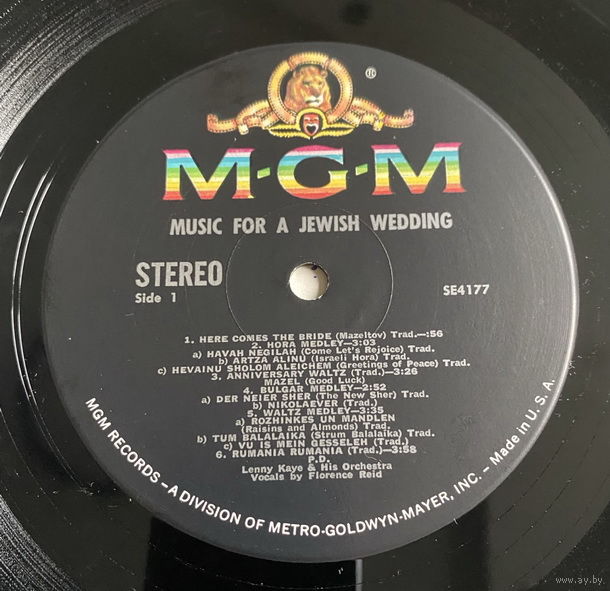 ®
M-G-M
MUSIC FOR A JEWISH WEDDING
STEREO
Side 1
SE4177
1. HERE COMES THE BRIDE (Mazeltov) Trad.—:56
2. HORA MEDLEY—3:03
a) HAVAH NEGILAH (Come Let's Rejoice) Trad.
b) ARTZA ALINU (Israeli Hora) Trad.
c) HEVAINU SHOLOM ALEICHEM (Greetings of Peace) Trad.
3. ANNIVERSARY WALTZ (Trad.)—3:26
MAZEL (Good Luck)
4. BULGAR MEDLEY—2:52
a) DER NEIER SHER (The New Sher) Trad.
b) NIKOLAEVER (Trad.)
5. WALTZ MEDLEY—3:35
a) ROZHINKES UN MANDLEN
(Raisins and Almonds) Trad.
b) TUM BALALAIKA (Strum Balalaika) Trad.
c) VU IS MEIN GESSELEH (Trad.)
6. RUMANIA RUMANIA (Trad.)—3:58
P.D.
Lenny Kaye & His Orchestra
Vocals by Florence Reid
MGM RECORDS – A DIVISION OF METRO-GOLDWYN-MAYER, INC. – Made in U. S. A.
www.ay.by